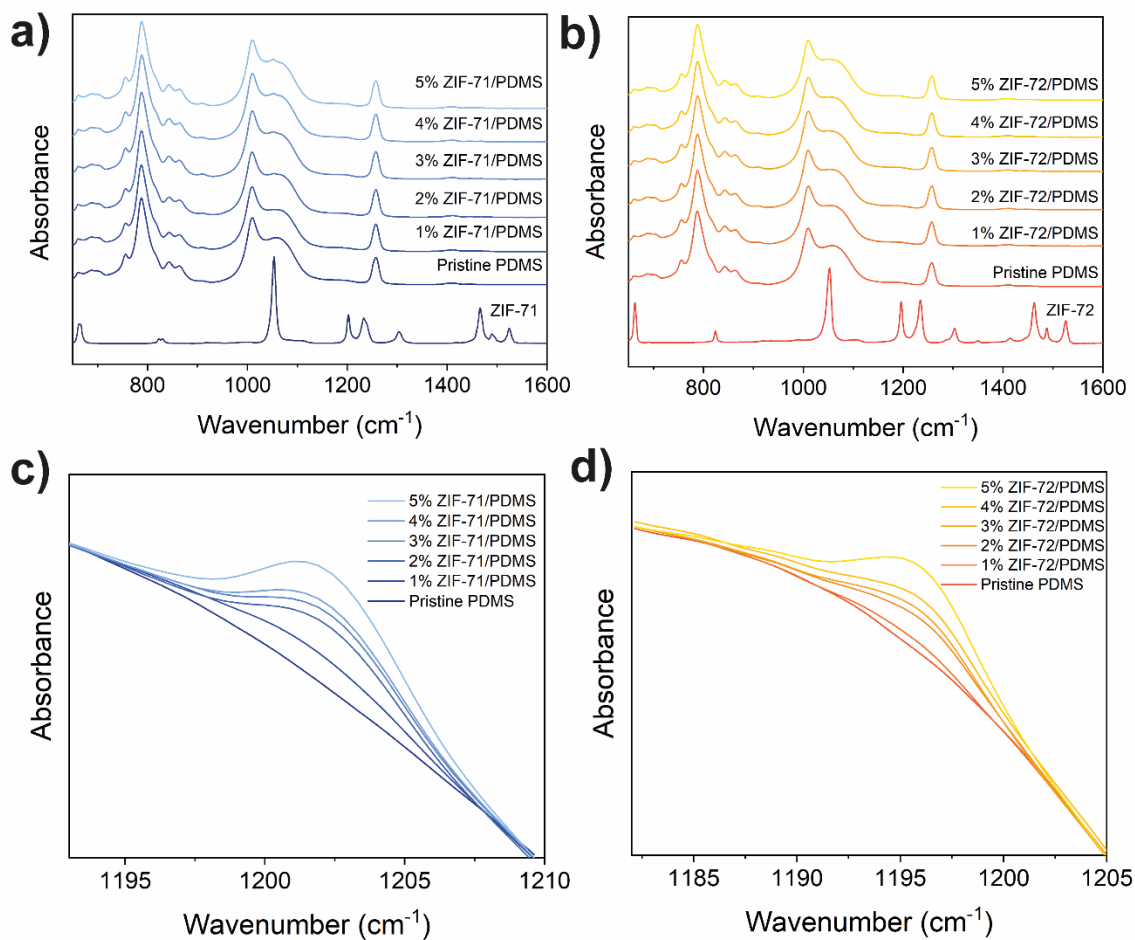 a)
Absorbance
5% ZIF-71/PDMS
4% ZIF-71/PDMS
3% ZIF-71/PDMS
2% ZIF-71/PDMS
1% ZIF-71/PDMS
Pristine PDMS
ZIF-71
800 1000 1200 1400 1600
Wavenumber (cm⁻¹)
b)
Absorbance
5% ZIF-72/PDMS
4% ZIF-72/PDMS
3% ZIF-72/PDMS
2% ZIF-72/PDMS
1% ZIF-72/PDMS
Pristine PDMS
ZIF-72
800 1000 1200 1400 1600
Wavenumber (cm⁻¹)
c)
Absorbance
5% ZIF-71/PDMS
4% ZIF-71/PDMS
3% ZIF-71/PDMS
2% ZIF-71/PDMS
1% ZIF-71/PDMS
Pristine PDMS
1195 1200 1205 1210
Wavenumber (cm⁻¹)
d)
Absorbance
5% ZIF-72/PDMS
4% ZIF-72/PDMS
3% ZIF-72/PDMS
2% ZIF-72/PDMS
1% ZIF-72/PDMS
Pristine PDMS
1185 1190 1195 1200 1205
Wavenumber (cm⁻¹)